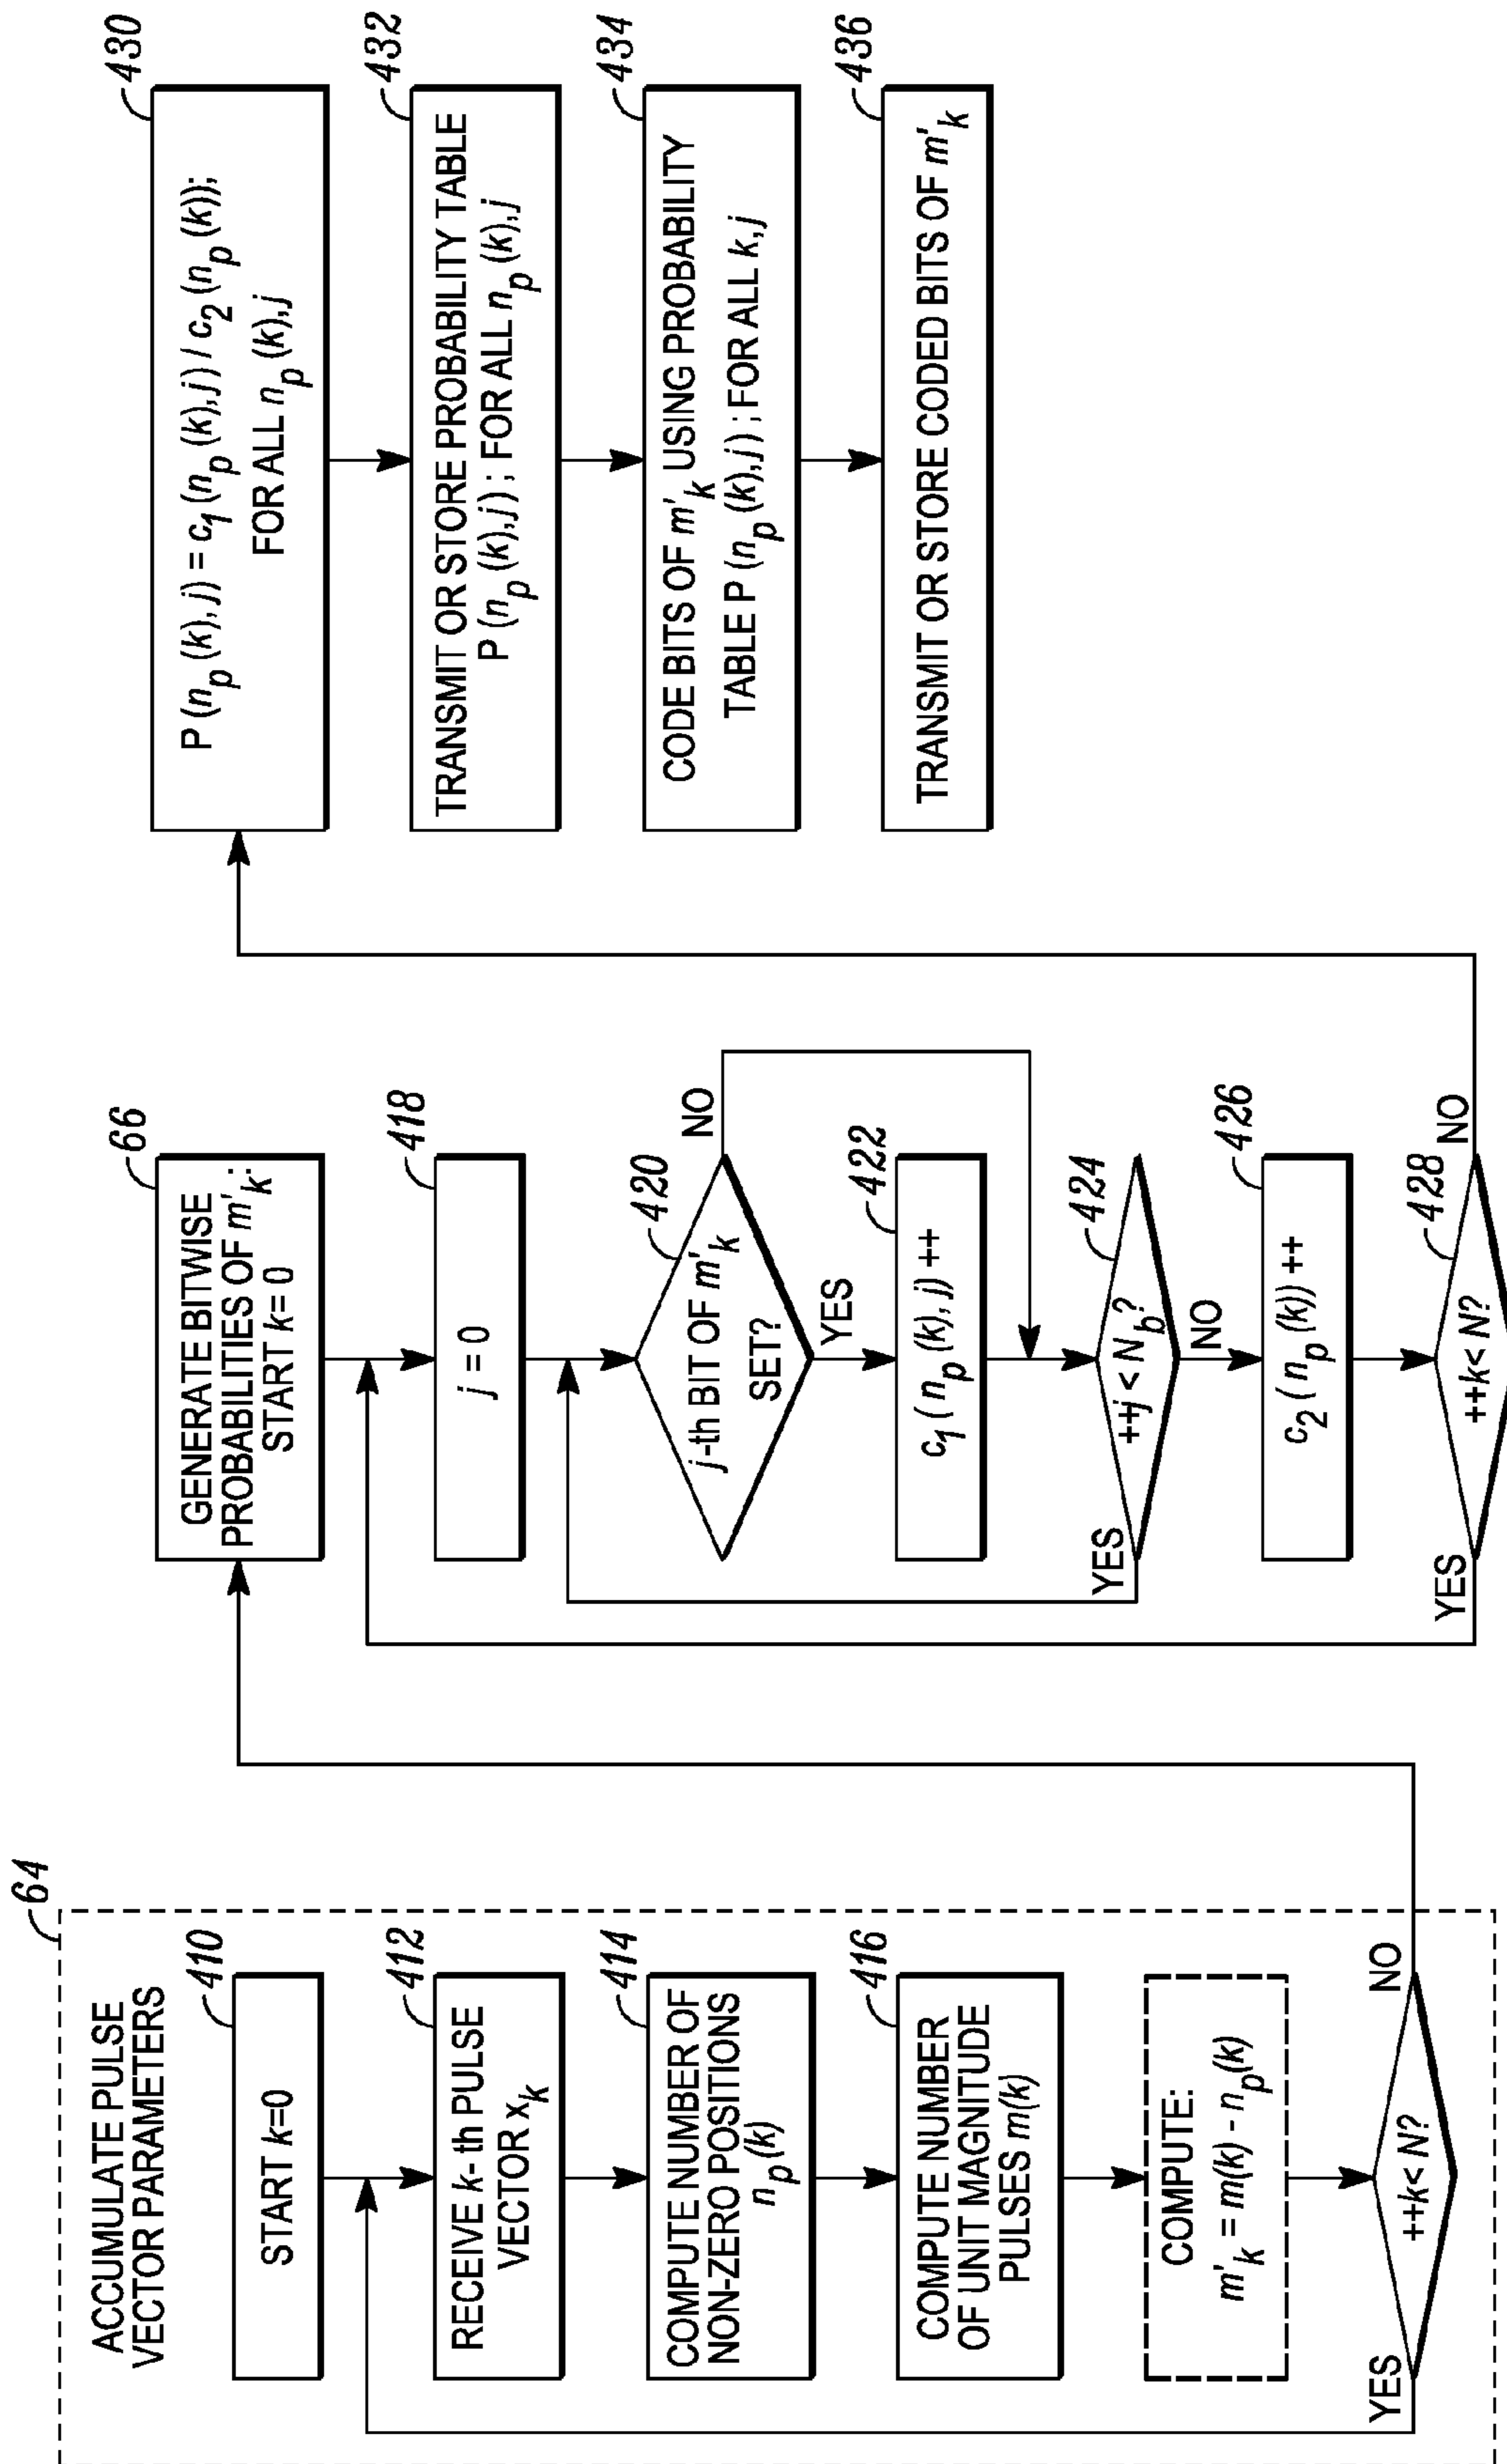 64
ACCUMULATE PULSE
VECTOR PARAMETERS
410
START k=0
412
RECEIVE k- th PULSE
VECTOR x_k
414
COMPUTE NUMBER OF
NON-ZERO POSITIONS
n_p(k)
416
COMPUTE NUMBER
OF UNIT MAGNITUDE
PULSES m(k)
COMPUTE:
m'_k = m(k) - n_p(k)
++k< N?
YES
NO
66
GENERATE BITWISE
PROBABILITIES OF m'_k:
START k= 0
418
j = 0
420
j -th BIT OF m'_k
SET?
NO
YES
422
c_1 ( n_p (k), j) ++
424
++j < N_b?
YES
NO
426
c_2 ( n_p (k)) ++
428
++k< N?
YES
NO
430
P (n_p (k), j) = c_1 (n_p (k),j) / c_2 (n_p (k));
FOR ALL n_p (k),j
432
TRANSMIT OR STORE PROBABILITY TABLE
P (n_p (k),j) ; FOR ALL n_p (k),j
434
CODE BITS OF m'_k USING PROBABILITY
TABLE P (n_p (k),j) ; FOR ALL k,j
436
TRANSMIT OR STORE CODED BITS OF m'_k